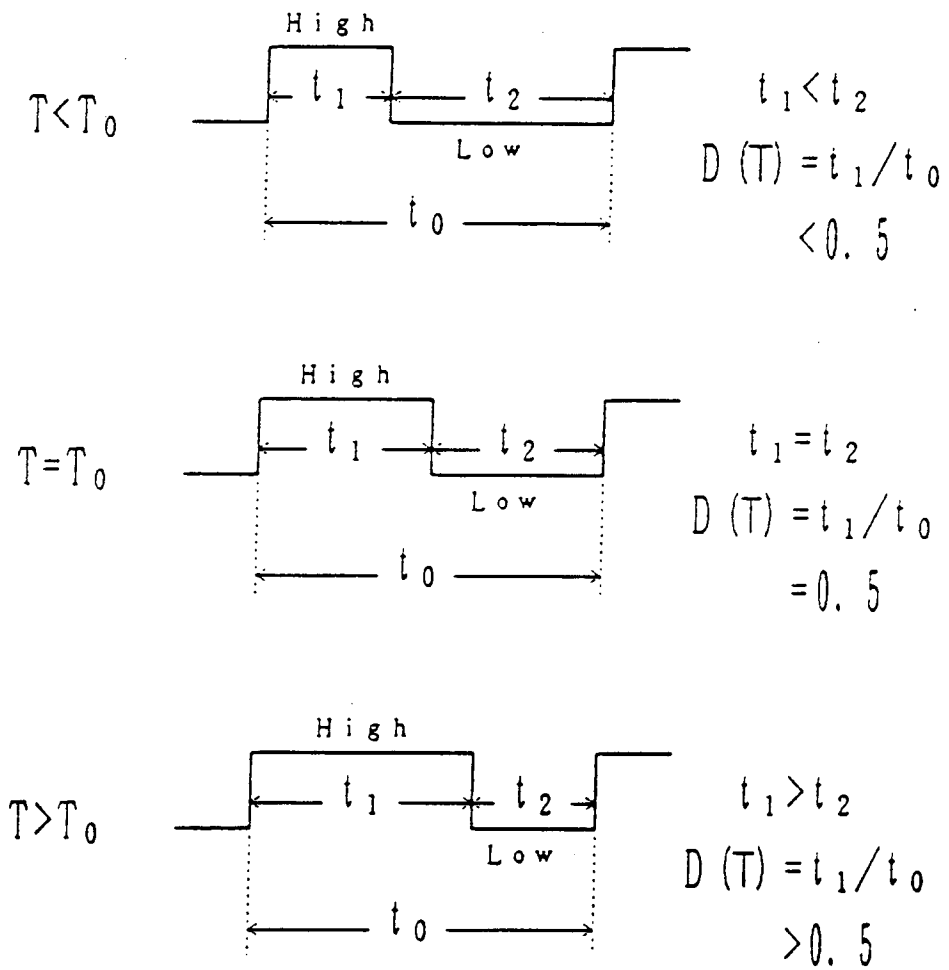 High
T<T₀
t₁
t₂
Low
t₀
t₁<t₂
D(T)=t₁/t₀
<0.5
High
T=T₀
t₁
t₂
Low
t₀
t₁=t₂
D(T)=t₁/t₀
=0.5
High
T>T₀
t₁
t₂
Low
t₀
t₁>t₂
D(T)=t₁/t₀
>0.5